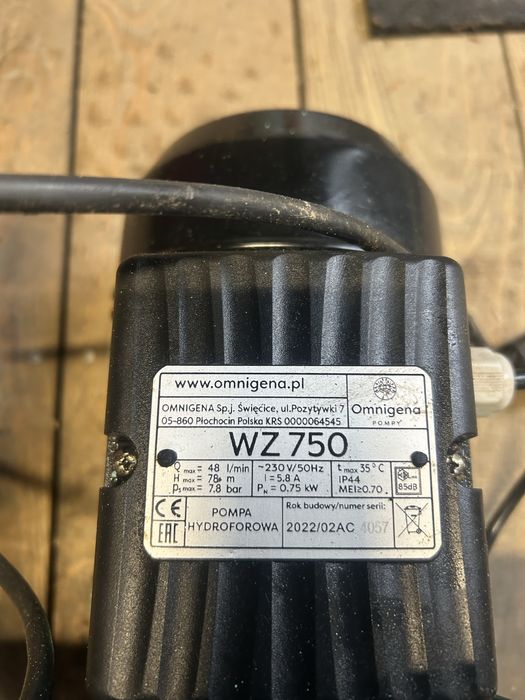 www.omnigena.pl
OMNIGENA Sp.j. Święcice, ul.Pozytywki 7
05-860 Płochocin Polska KRS 0000064545
Omnigena
POMPY
WZ 750
Q max = 48 l/min
H max = 78 m
p max = 7.8 bar
~230V/50Hz
I = 5.8 A
PN = 0.75 kW
t max 35°C
IP44
MEI≥0.70
85dB
CE
EAC
POMPA
HYDROFOROWA
Rok budowy/numer serii:
2022/02AC 4057